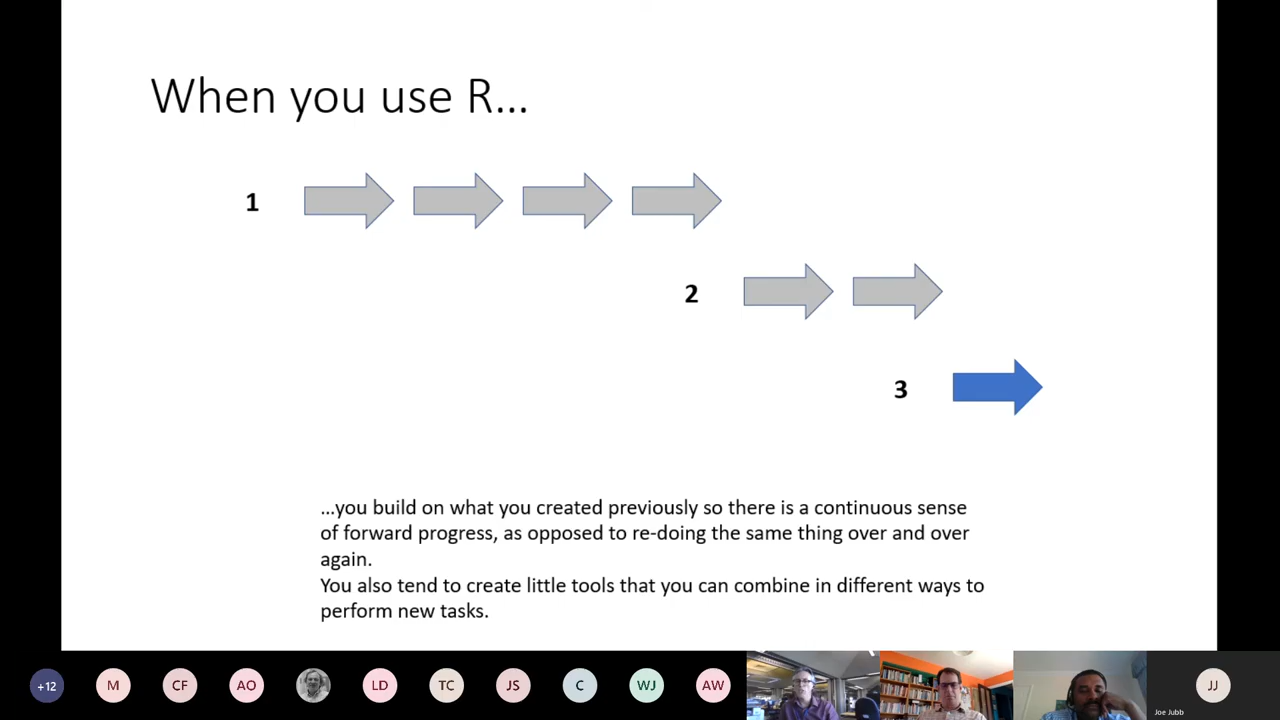 When you use R...
1
2
3
...you build on what you created previously so there is a continuous sense
of forward progress, as opposed to re-doing the same thing over and over
again.
You also tend to create little tools that you can combine in different ways to
perform new tasks.
+12
M
CF
AO
LD
TC
JS
C
WJ
AW
JJ
Joe Jubb